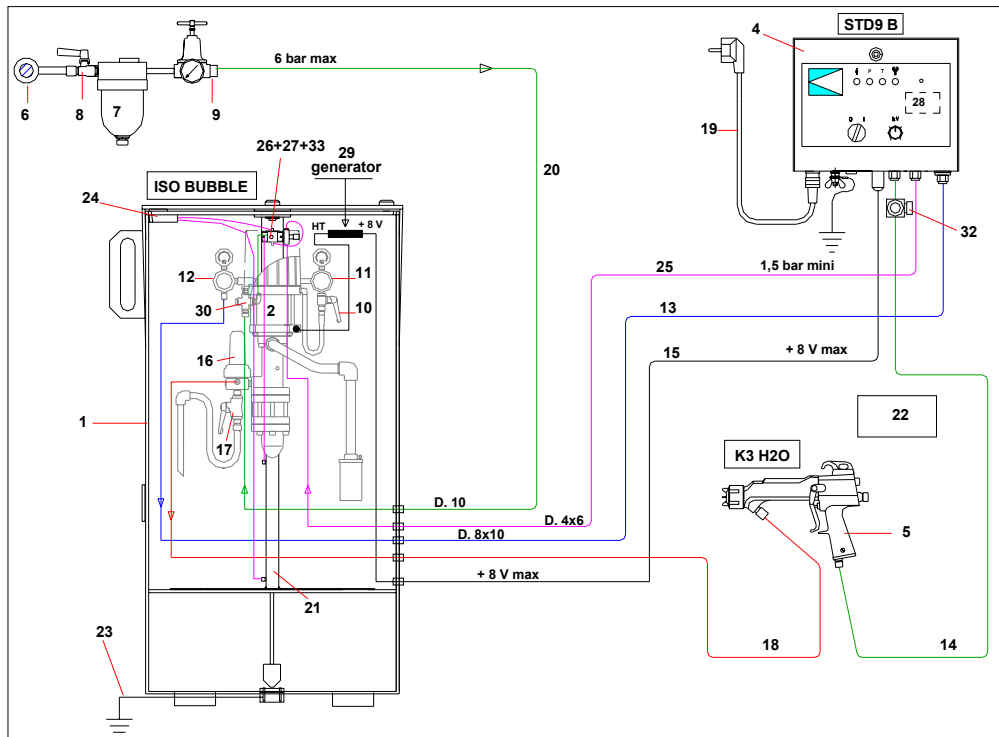 STD9 B
4
6 bar max
P T
28
0 I
kV
6
8
7
9
19
26+27+33
29
generator
20
ISO BUBBLE
24
HT
+ 8 V
32
12
11
25
1,5 bar mini
30
2
10
13
16
15
+ 8 V max
1
17
22
K3 H2O
D. 10
D. 4x6
D. 8x10
5
+ 8 V max
21
23
18
14